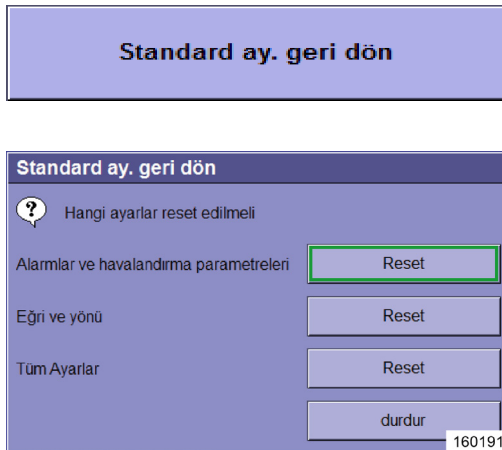 Standard ay. geri dön
Standard ay. geri dön
? Hangi ayarlar reset edilmeli
Alarmlar ve havalandırma parametreleri Reset
Eğri ve yönü Reset
Tüm Ayarlar Reset
durdur
160191